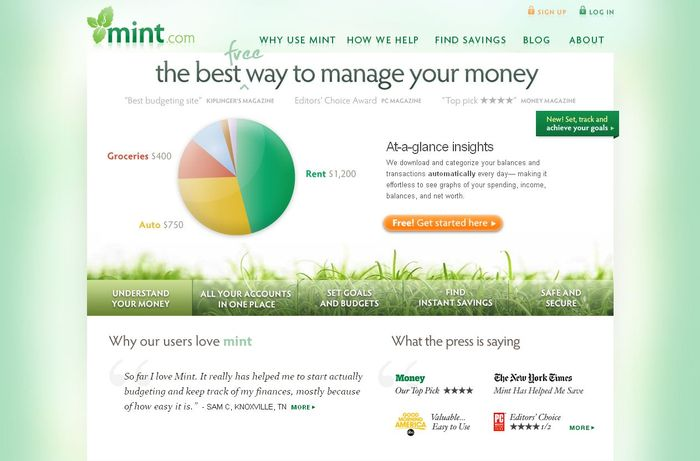 SIGN UP
LOG IN
mint.com
WHY USE MINT HOW WE HELP FIND SAVINGS BLOG ABOUT
free
the best way to manage your money
"Best budgeting site" KIPLINGER'S MAGAZINE Editors' Choice Award PC MAGAZINE "Top pick ★★★★" MONEY MAGAZINE
New! Set, track and
achieve your goals ▸
Groceries $400
Rent $1,200
Auto $750
At-a-glance insights
We download and categorize your balances and
transactions automatically every day— making it
effortless to see graphs of your spending, income,
balances, and net worth.
Free! Get started here ▸
UNDERSTAND
YOUR MONEY
ALL YOUR ACCOUNTS
IN ONE PLACE
SET GOALS
AND BUDGETS
FIND
INSTANT SAVINGS
SAFE AND
SECURE
Why our users love mint
“
So far I love Mint. It really has helped me to start actually
budgeting and keep track of my finances, mostly because
of how easy it is." - SAM C, KNOXVILLE, TN MORE ▸
What the press is saying
“
Money
Our Top Pick ★★★★
The New York Times
Mint Has Helped Me Save
GOOD
MORNING
AMERICA
abc
Valuable...
Easy to Use
PC
Editors' Choice
★★★★ 1/2
MORE ▸